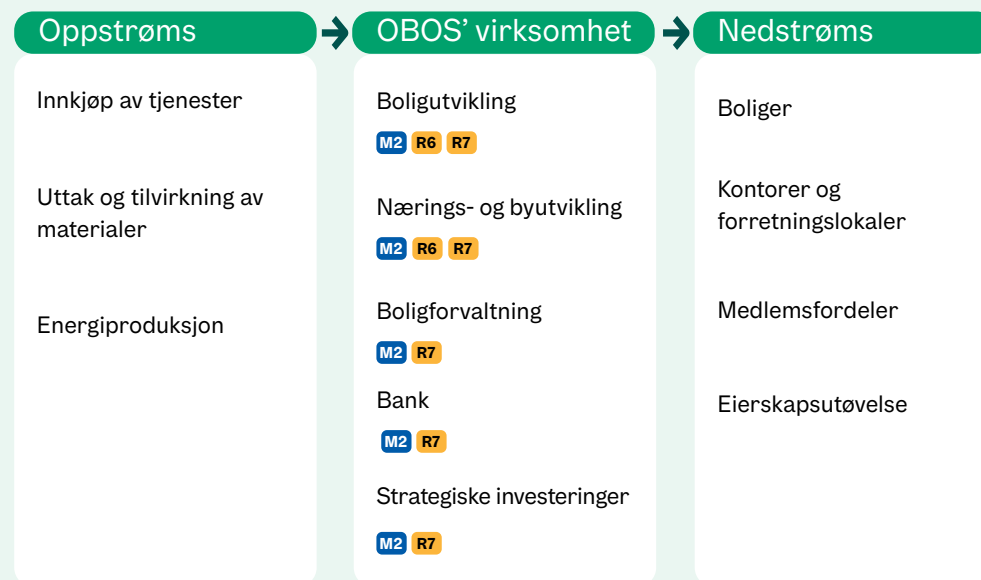 Oppstrøms
Innkjøp av tjenester
Uttak og tilvirkning av
materialer
Energiproduksjon
OBOS’ virksomhet
Boligutvikling
M2 R6 R7
Nærings- og byutvikling
M2 R6 R7
Boligforvaltning
M2 R7
Bank
M2 R7
Strategiske investeringer
M2 R7
Nedstrøms
Boliger
Kontorer og
forretningslokaler
Medlemsfordeler
Eierskapsutøvelse